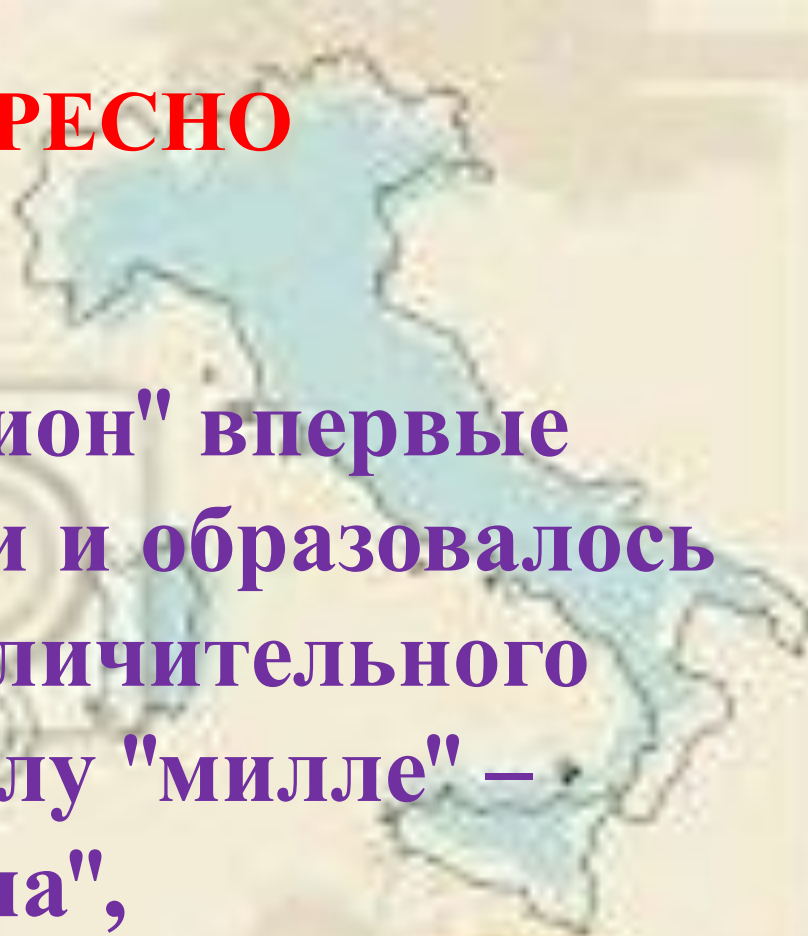 РЕСНО
ион" впервые
и и образовалось
личительного
лу "милле" –
на",